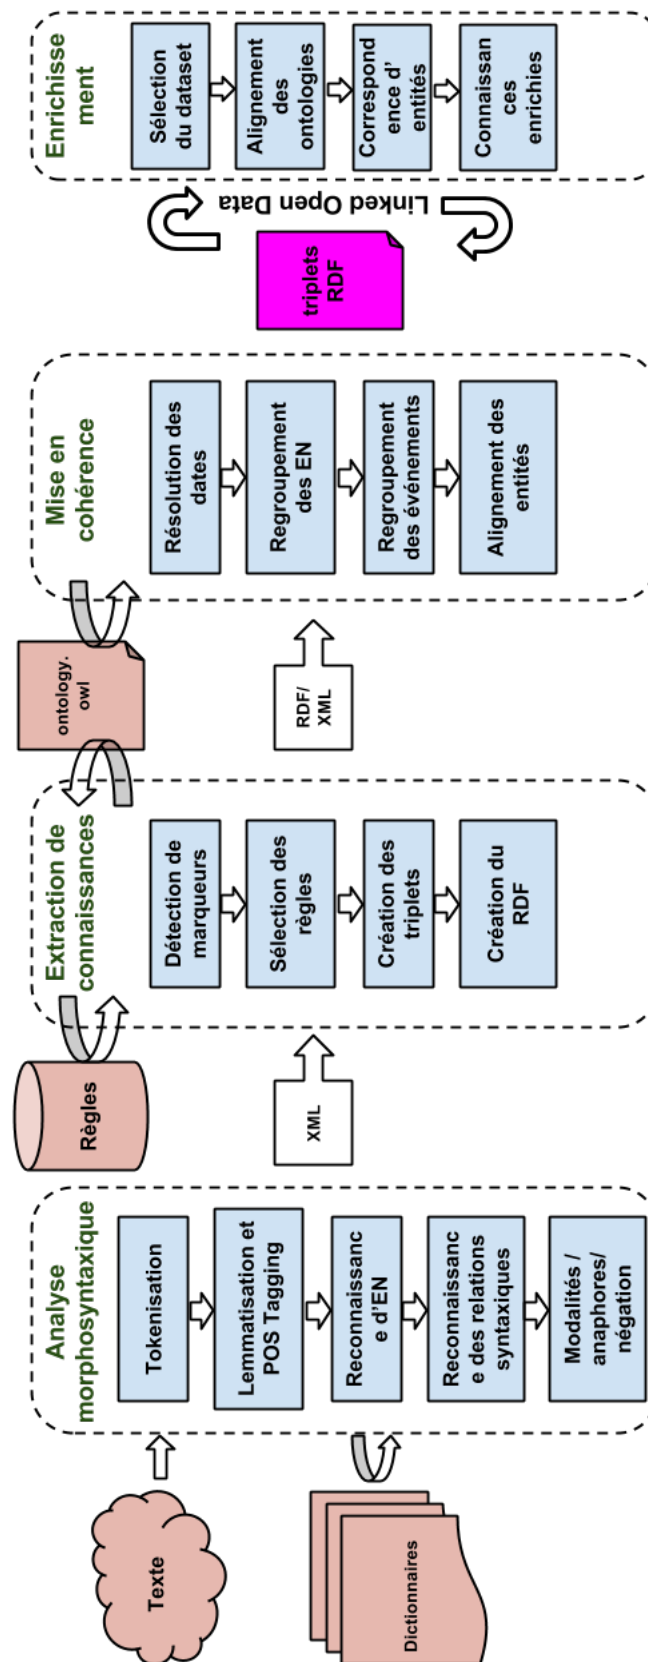 Texte
Dictionnaires
Analyse
morphosyntaxique
Tokenisation
Lemmatisation et
POS Tagging
Reconnaissanc
e d'EN
Reconnaissanc
e des relations
syntaxiques
Modalités /
anaphores/
négation
Règles
XML
Extraction de
connaissances
Détection de
marqueurs
Sélection des
règles
Création des
triplets
Création du
RDF
ontology.
owl
RDF/
XML
Mise en
cohérence
Résolution des
dates
Regroupement
des EN
Regroupement
des événements
Alignement des
entités
triplets
RDF
Linked Open Data
Enrichisse
ment
Sélection
du dataset
Alignement
des
ontologies
Correspond
ence d'
entités
Connaissan
ces
enrichies